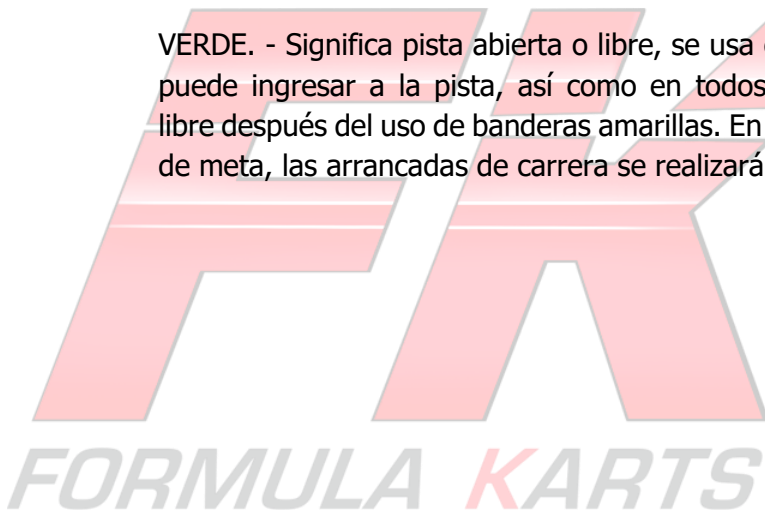 VERDE. - Significa pista abierta o libre, se usa
puede ingresar a la pista, así como en todos
libre después del uso de banderas amarillas. En
de meta, las arrancadas de carrera se realizará
FK
FORMULA KARTS